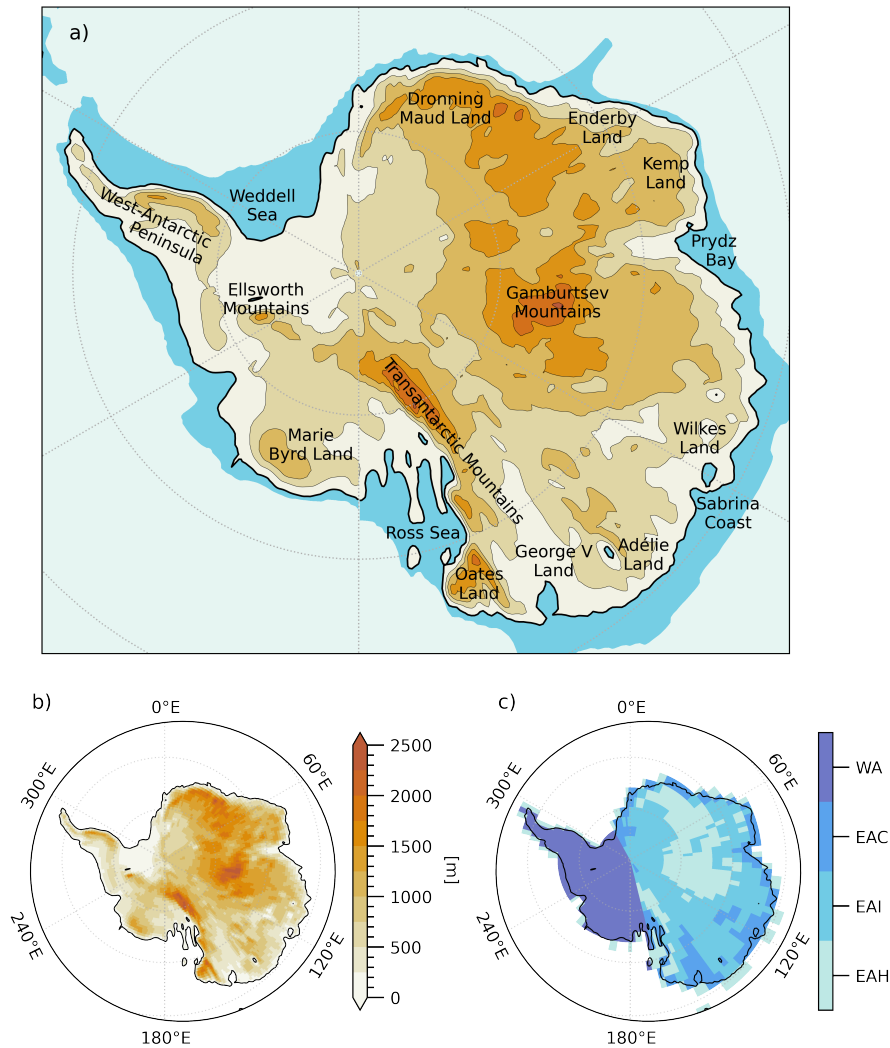 a)
Dronning
Maud Land
Enderby
Land
Kemp
Land
Weddell
Sea
West-Antarctic
Peninsula
Prydz
Bay
Ellsworth
Mountains
Gamburtsev
Mountains
Transantarctic Mountains
Marie
Byrd Land
Wilkes
Land
Ross Sea
Sabrina
Coast
George V
Land
Adélie
Land
Oates
Land
b)
0°E
60°E
120°E
180°E
240°E
300°E
2500
2000
1500
1000
500
0
[m]
c)
0°E
60°E
120°E
180°E
240°E
300°E
WA
EAC
EAI
EAH